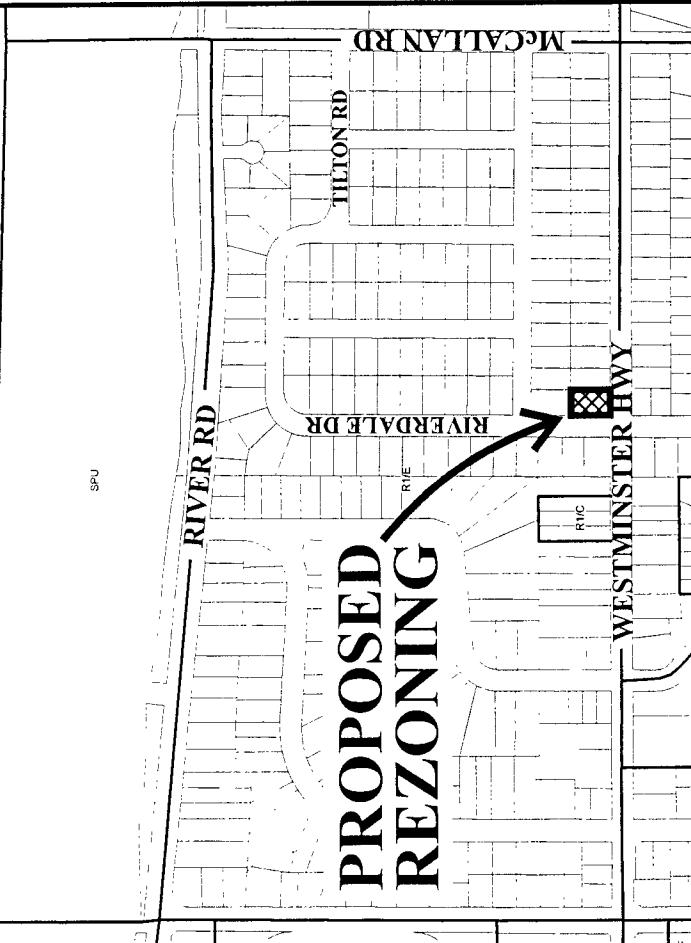 McCALLAN RD
TILTON RD
SPU
RIVER RD
RIVERDALE DR
R1/E
R1/C
WESTMINSTER HWY
PROPOSED
REZONING